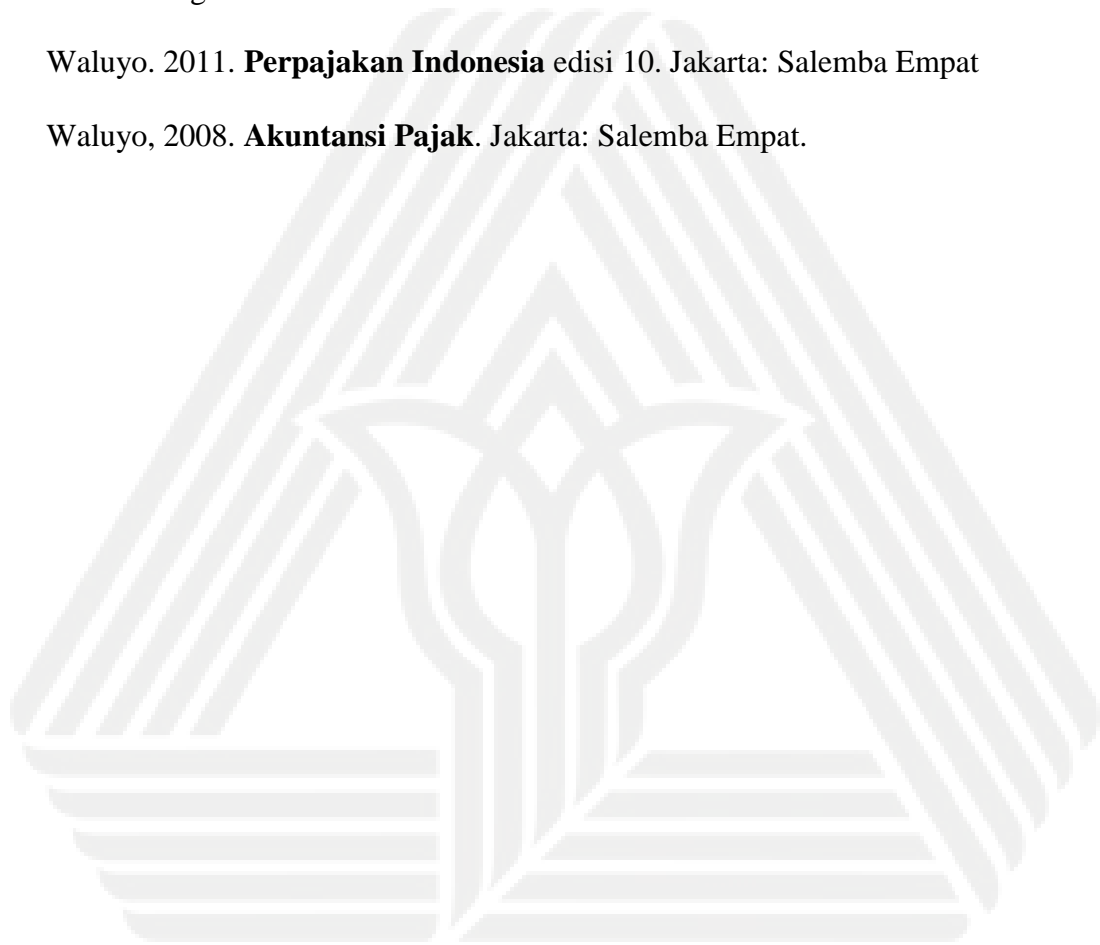 Waluyo. 2011. Perpajakan Indonesia edisi 10. Jakarta: Salemba Empat
Waluyo, 2008. Akuntansi Pajak. Jakarta: Salemba Empat.